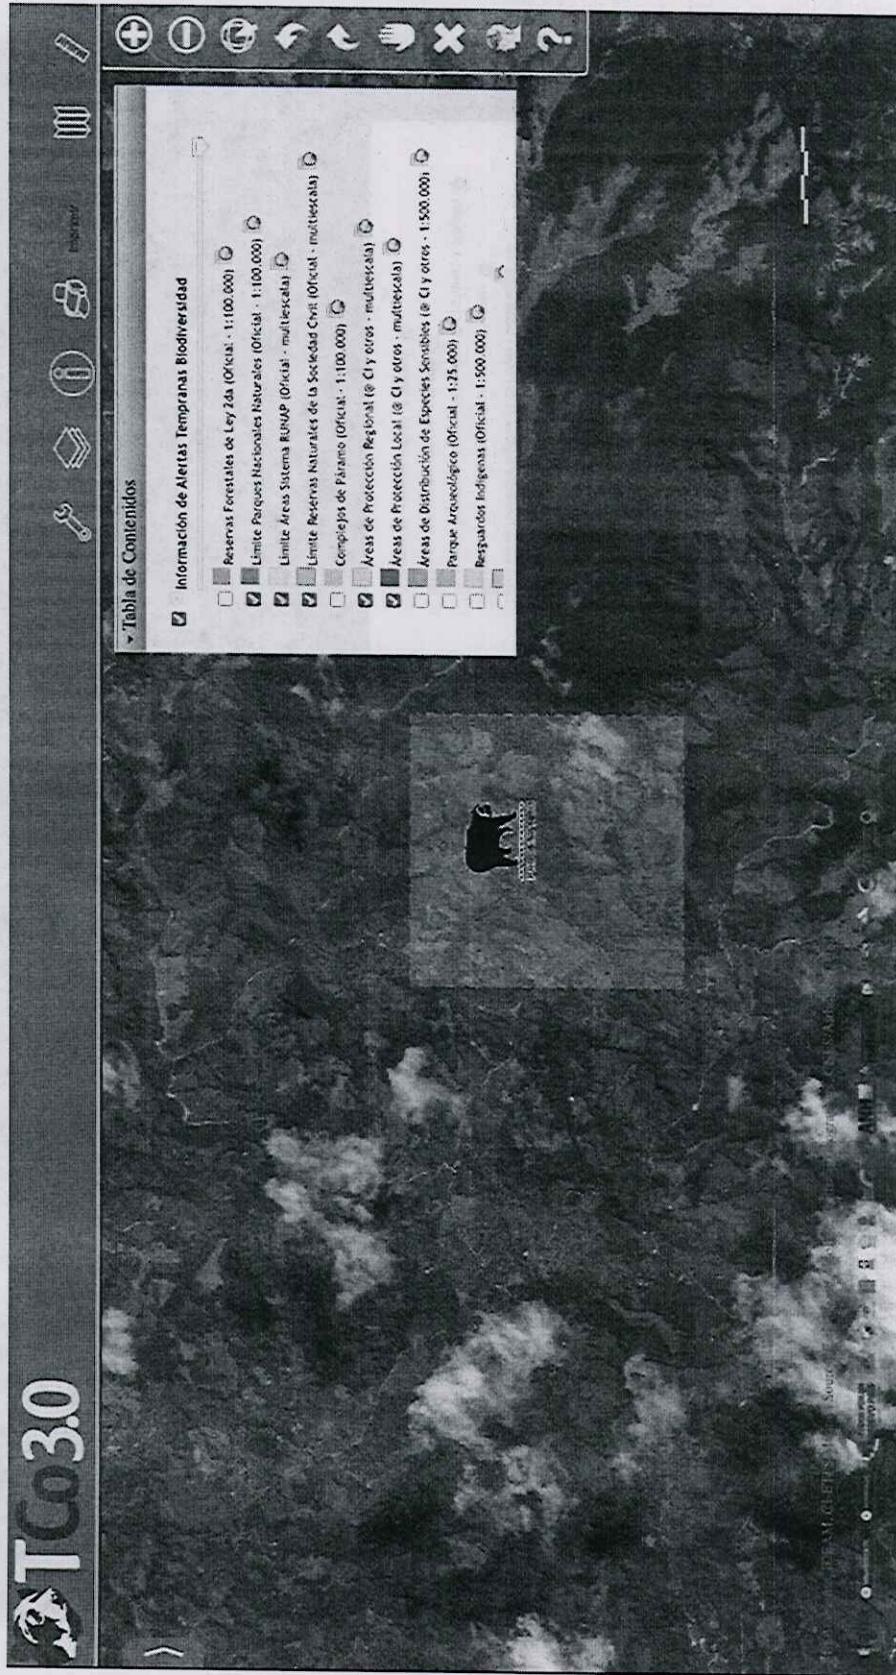 TCo3.0
Imprimir
Tabla de Contenidos
Información de Alertas Tempranas Biodiversidad
Reservas Forestales de Ley 2da (Oficial - 1:100.000)
Límite Parques Nacionales Naturales (Oficial - 1:100.000)
Límite Áreas Sistema RUNAP (Oficial - multiescala)
Límite Reservas Naturales de la Sociedad Civil (Oficial - multiescala)
Complejos de Páramo (Oficial - 1:100.000)
Áreas de Protección Regional (@ CI y otros - multiescala)
Áreas de Protección Local (@ CI y otros - multiescala)
Áreas de Distribución de Especies Sensibles (@ CI y otros - 1:500.000)
Parque Arqueológico (Oficial - 1:25.000)
Resguardos Indígenas (Oficial - 1:500.000)
ANH